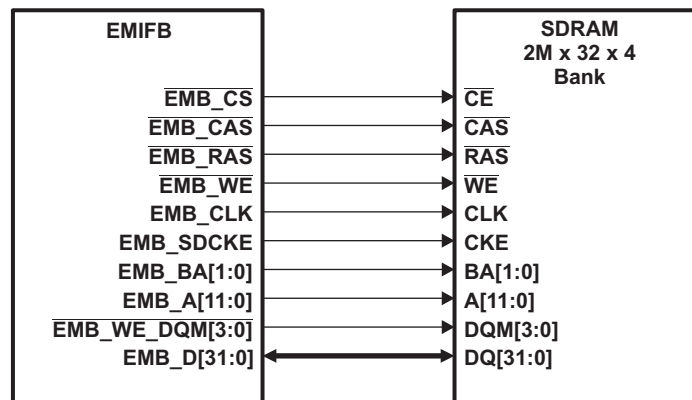 EMIFB
SDRAM
2M x 32 x 4
Bank
EMB_CS
CE
EMB_CAS
CAS
EMB_RAS
RAS
EMB_WE
WE
EMB_CLK
CLK
EMB_SDCKE
CKE
EMB_BA[1:0]
BA[1:0]
EMB_A[11:0]
A[11:0]
EMB_WE_DQM[3:0]
DQM[3:0]
EMB_D[31:0]
DQ[31:0]